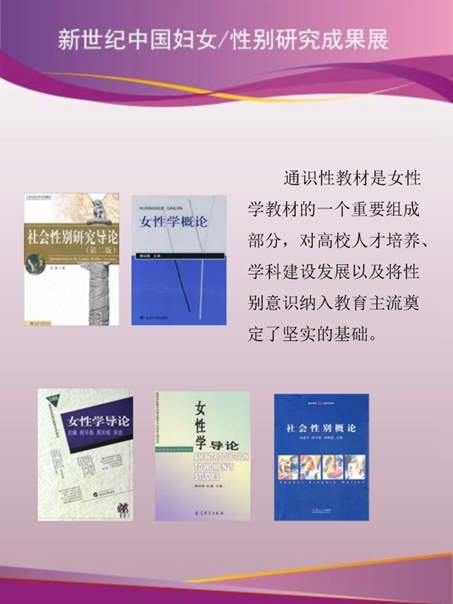 新世纪中国妇女/性别研究成果展
通识性教材是女性
学教材的一个重要组成
部分，对高校人才培养、
学科建设发展以及将性
别意识纳入教育主流奠
定了坚实的基础。
社会性别研究导论
（第二版）
女性学概论
女性学导论
女性学
导论
AN INTRODUCTION
TO WOMEN'S
STUDIES
社会性别概论